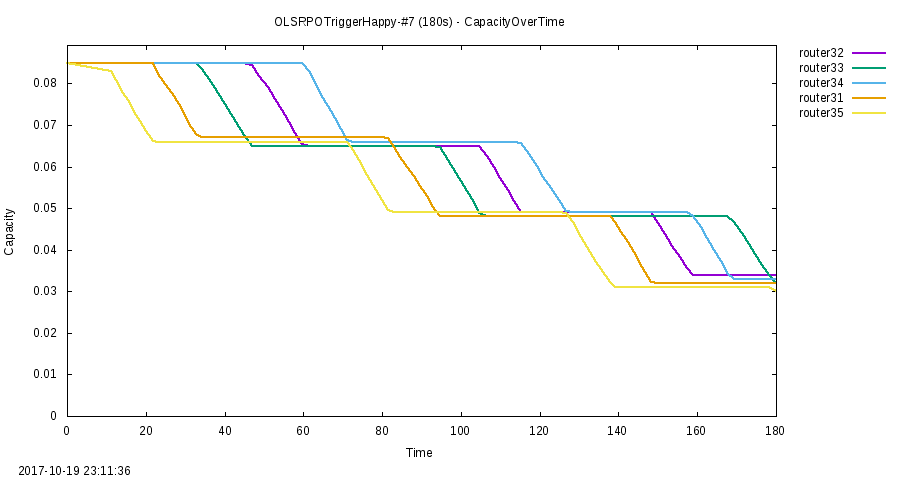 OLSRPOTriggerHappy-#7 (180s) - CapacityOverTime
router32
router33
router34
router31
router35
0.08
0.07
0.06
0.05
0.04
0.03
0.02
0.01
0
Capacity
0 20 40 60 80 100 120 140 160 180
Time
2017-10-19 23:11:36